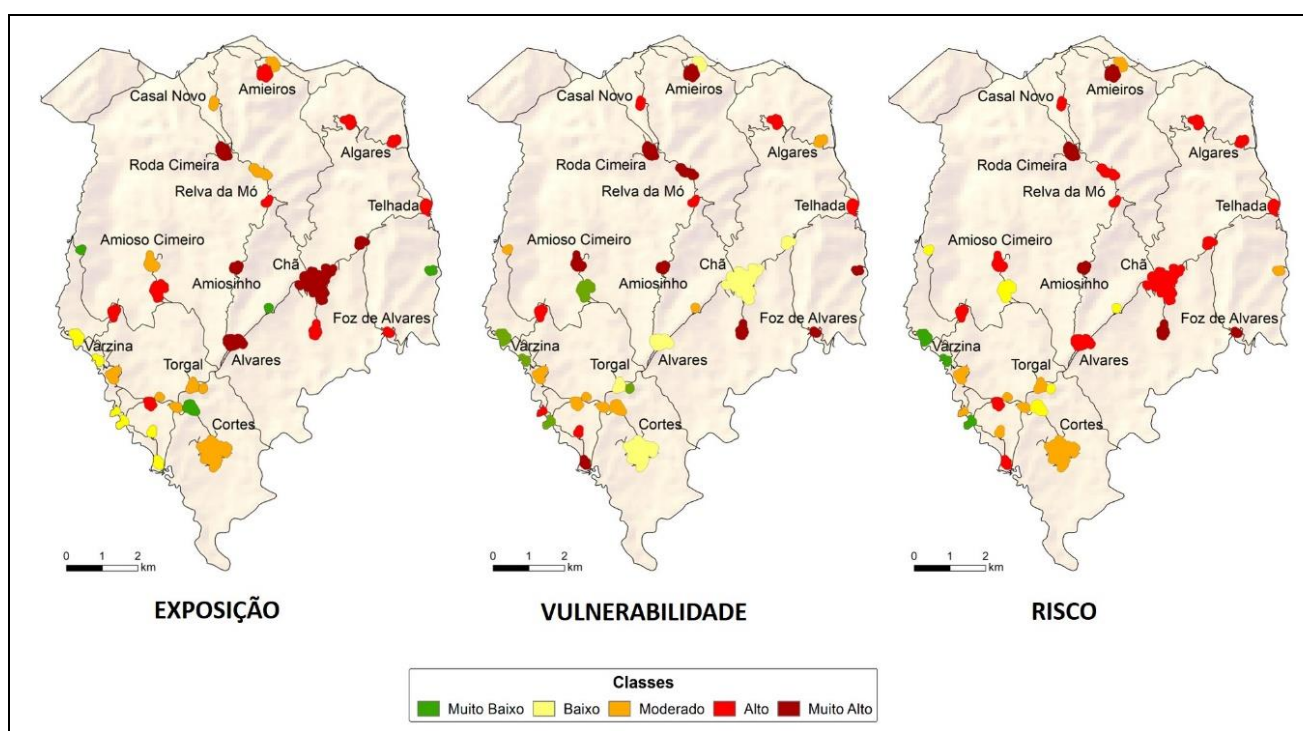 Casal Novo
Amieiros
Algares
Roda Cimeira
Relva da Mó
Telhada
Amioso Cimeiro
Chã
Amiosinho
Foz de Alvares
Varzina
Alvares
Torgal
Cortes
0 1 2
km
EXPOSIÇÃO
Casal Novo
Amieiros
Algares
Roda Cimeira
Relva da Mó
Telhada
Amioso Cimeiro
Chã
Amiosinho
Foz de Alvares
Varzina
Alvares
Torgal
Cortes
0 1 2
km
VULNERABILIDADE
Casal Novo
Amieiros
Algares
Roda Cimeira
Relva da Mó
Telhada
Amioso Cimeiro
Chã
Amiosinho
Foz de Alvares
Varzina
Alvares
Torgal
Cortes
0 1 2
km
RISCO
Classes
Muito Baixo Baixo Moderado Alto Muito Alto